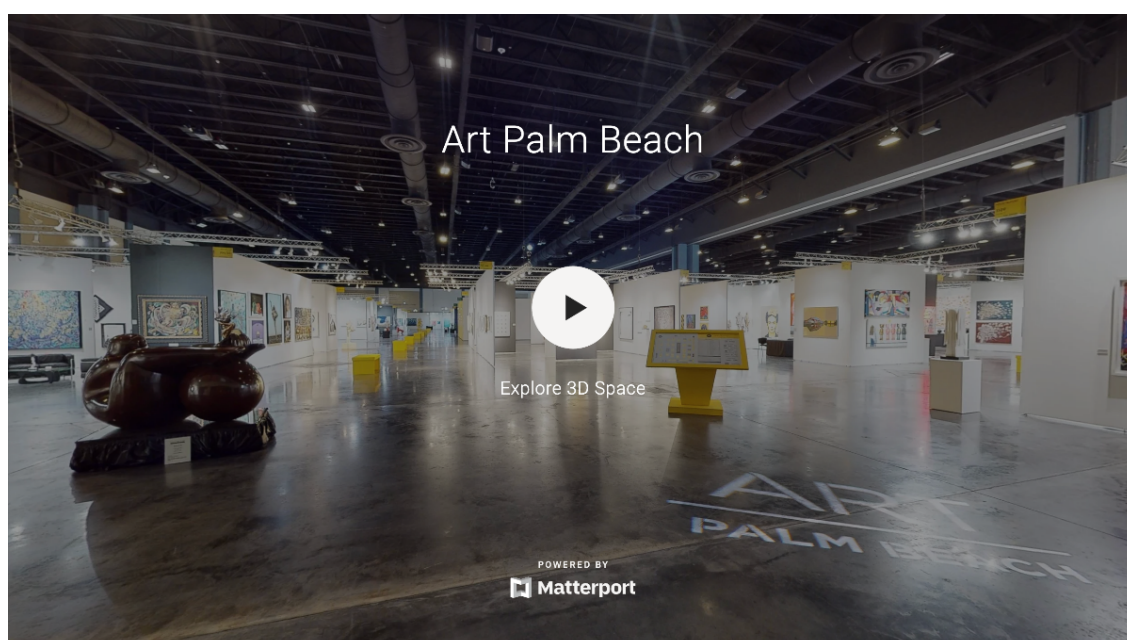 Art Palm Beach
Explore 3D Space
ART
PALM BEACH
POWERED BY
Matterport